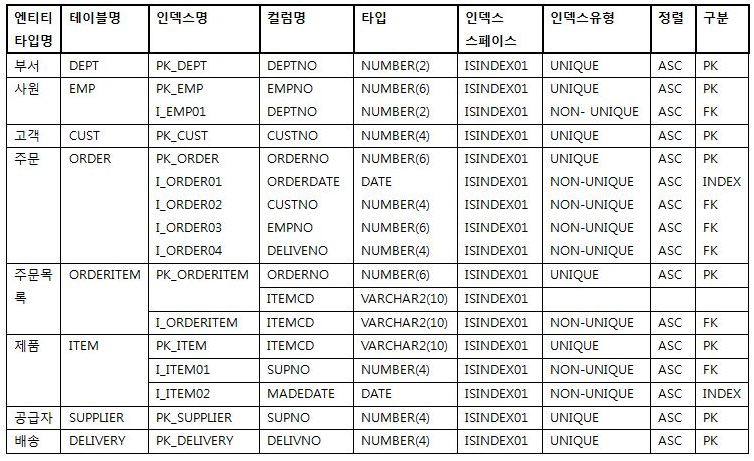 엔티티 타입명 테이블명 인덱스명 컬럼명 타입 인덱스 스페이스 인덱스유형 정렬 구분
부서 DEPT PK_DEPT DEPTNO NUMBER(2) ISINDEX01 UNIQUE ASC PK
사원 EMP PK_EMP EMPNO NUMBER(6) ISINDEX01 UNIQUE ASC PK
I_EMP01 DEPTNO NUMBER(2) ISINDEX01 NON- UNIQUE ASC FK
고객 CUST PK_CUST CUSTNO NUMBER(4) ISINDEX01 UNIQUE ASC PK
주문 ORDER PK_ORDER ORDERNO NUMBER(6) ISINDEX01 UNIQUE ASC PK
I_ORDER01 ORDERDATE DATE ISINDEX01 NON-UNIQUE ASC INDEX
I_ORDER02 CUSTNO NUMBER(4) ISINDEX01 NON-UNIQUE ASC FK
I_ORDER03 EMPNO NUMBER(6) ISINDEX01 NON-UNIQUE ASC FK
I_ORDER04 DELIVENO NUMBER(4) ISINDEX01 NON-UNIQUE ASC FK
주문목록 ORDERITEM PK_ORDERITEM ORDERNO NUMBER(6) ISINDEX01 UNIQUE ASC PK
ITEMCD VARCHAR2(10) ISINDEX01
I_ORDERITEM ITEMCD VARCHAR2(10) ISINDEX01 NON-UNIQUE ASC FK
제품 ITEM PK_ITEM ITEMCD VARCHAR2(10) ISINDEX01 UNIQUE ASC PK
I_ITEM01 SUPNO NUMBER(4) ISINDEX01 NON-UNIQUE ASC FK
I_ITEM02 MADEDATE DATE ISINDEX01 NON-UNIQUE ASC INDEX
공급자 SUPPLIER PK_SUPPLIER SUPNO NUMBER(4) ISINDEX01 UNIQUE ASC PK
배송 DELIVERY PK_DELIVERY DELIVNO NUMBER(4) ISINDEX01 UNIQUE ASC PK